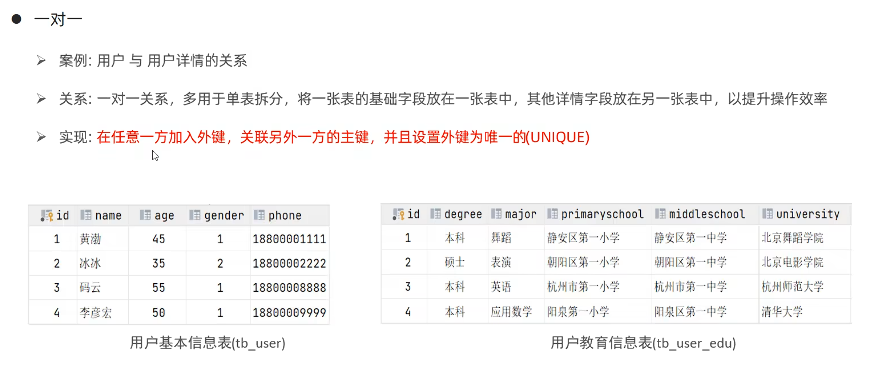 ● 一对一
➢ 案例: 用户 与 用户详情的关系
➢ 关系: 一对一关系，多用于单表拆分，将一张表的基础字段放在一张表中，其他详情字段放在另一张表中，以提升操作效率
➢ 实现: 在任意一方加入外键，关联另外一方的主键，并且设置外键为唯一的(UNIQUE)
id name age gender phone
1 黄渤 45 1 18800001111
2 冰冰 35 2 18800002222
3 码云 55 1 18800008888
4 李彦宏 50 1 18800009999
用户基本信息表(tb_user)
id degree major primaryschool middleschool university
1 本科 舞蹈 静安区第一小学 静安区第一中学 北京舞蹈学院
2 硕士 表演 朝阳区第一小学 朝阳区第一中学 北京电影学院
3 本科 英语 杭州市第一小学 杭州市第一中学 杭州师范大学
4 本科 应用数学 阳泉第一小学 阳泉区第一中学 清华大学
用户教育信息表(tb_user_edu)